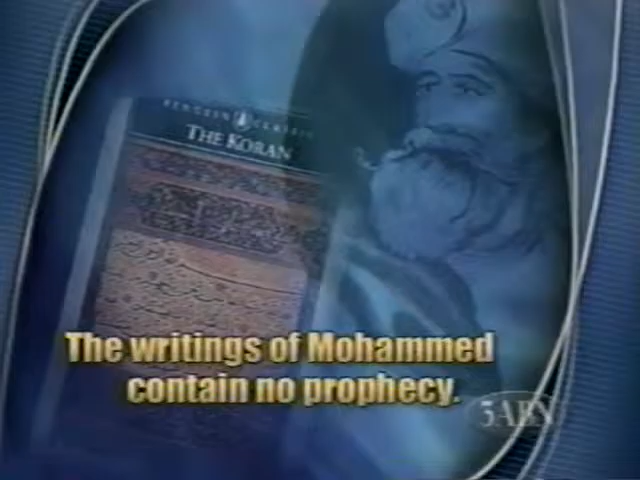 PENGUIN CLASSICS
THE KORAN
The writings of Mohammed
contain no prophecy.
3ABN